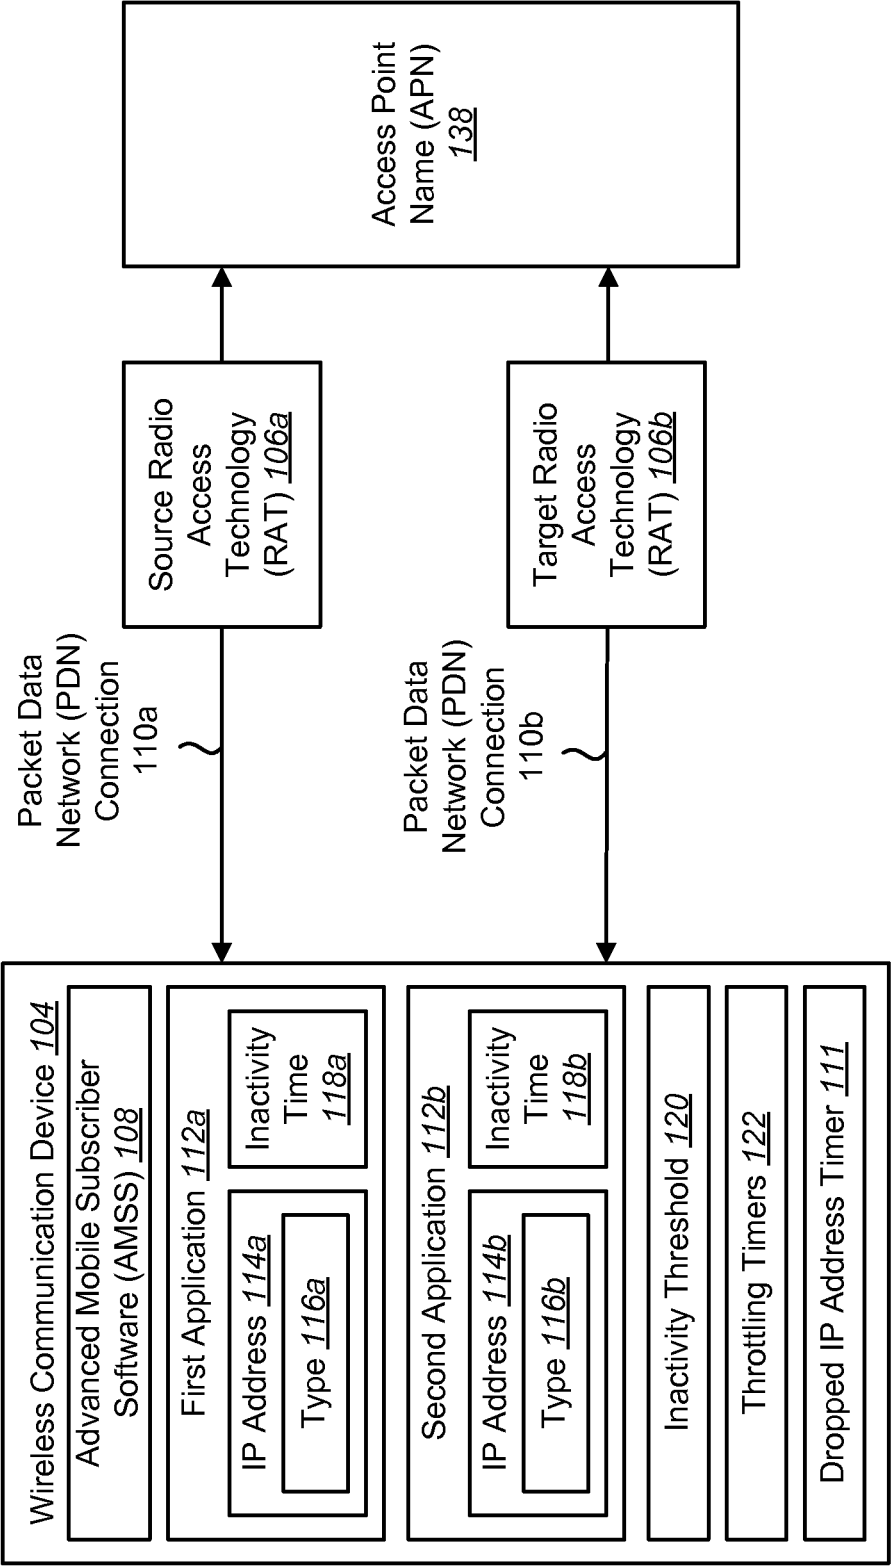 Wireless Communication Device 104
Advanced Mobile Subscriber
Software (AMSS) 108
First Application 112a
IP Address 114a
Type 116a
Inactivity
Time
118a
Second Application 112b
IP Address 114b
Type 116b
Inactivity
Time
118b
Inactivity Threshold 120
Throttling Timers 122
Dropped IP Address Timer 111
Packet Data
Network (PDN)
Connection
110a
Packet Data
Network (PDN)
Connection
110b
Source Radio
Access
Technology
(RAT) 106a
Target Radio
Access
Technology
(RAT) 106b
Access Point
Name (APN)
138